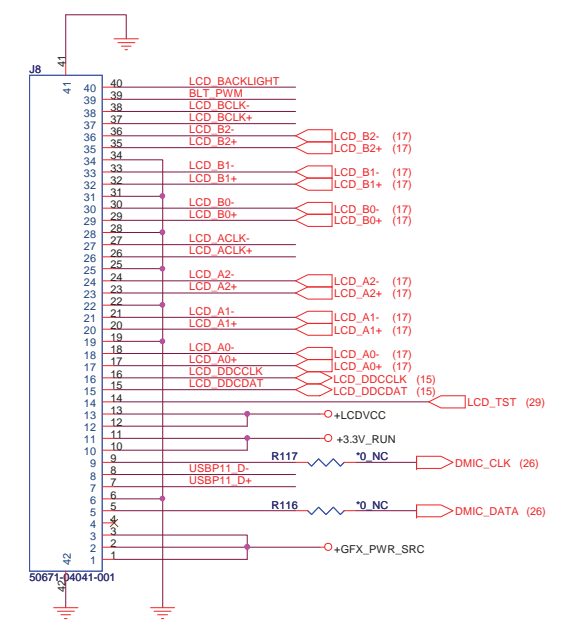 41
J8
41
40 40 LCD_BACKLIGHT
39 39 BLT_PWM
38 38 LCD_BCLK-
37 37 LCD_BCLK+
36 36 LCD_B2- LCD_B2- (17)
35 35 LCD_B2+ LCD_B2+ (17)
34 34
33 33 LCD_B1- LCD_B1- (17)
32 32 LCD_B1+ LCD_B1+ (17)
31 31
30 30 LCD_B0- LCD_B0- (17)
29 29 LCD_B0+ LCD_B0+ (17)
28 28
27 27 LCD_ACLK-
26 26 LCD_ACLK+
25 25
24 24 LCD_A2- LCD_A2- (17)
23 23 LCD_A2+ LCD_A2+ (17)
22 22
21 21 LCD_A1- LCD_A1- (17)
20 20 LCD_A1+ LCD_A1+ (17)
19 19
18 18 LCD_A0- LCD_A0- (17)
17 17 LCD_A0+ LCD_A0+ (17)
16 16 LCD_DDCCLK LCD_DDCCLK (15)
15 15 LCD_DDCDAT LCD_DDCDAT (15)
14 14 LCD_TST (29)
13 13 +LCDVCC
12 12
11 11 +3.3V_RUN
10 10
9 9 R117 *0_NC DMIC_CLK (26)
8 8 USBP11_D-
7 7 USBP11_D+
6 6
5 5 R116 *0_NC DMIC_DATA (26)
4 4
3 3
2 2 +GFX_PWR_SRC
1 1
42
50671-04041-001
42